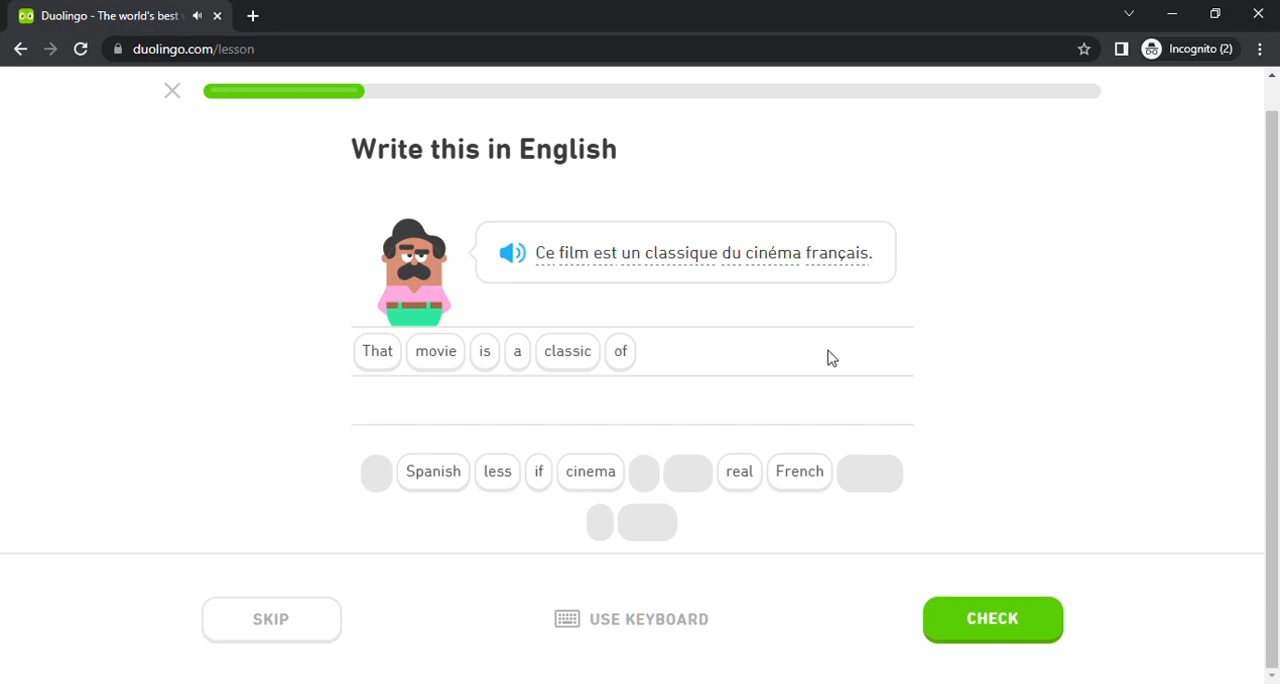 Duolingo - The world's best
duolingo.com/lesson
Incognito (2)
Write this in English
Ce film est un classique du cinéma français.
That movie is a classic of
Spanish less if cinema real French
SKIP USE KEYBOARD CHECK